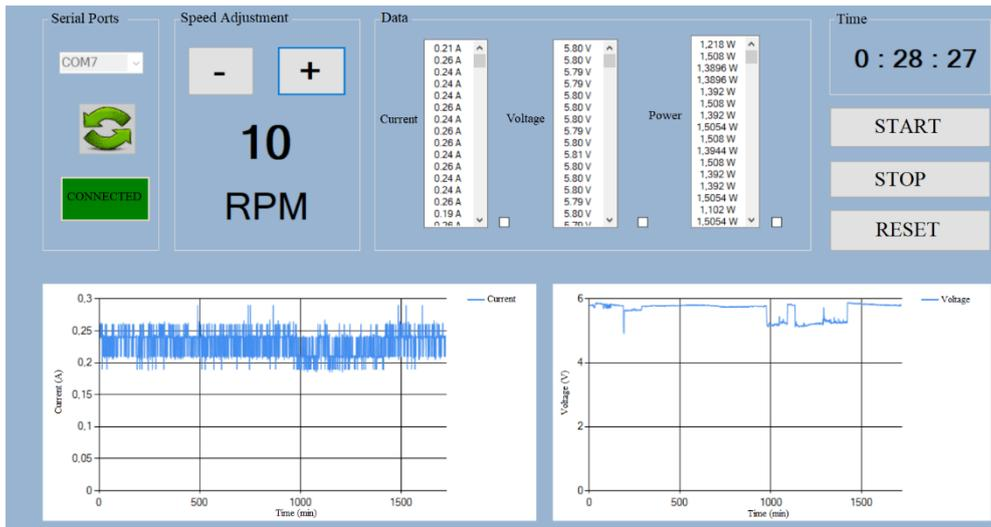 Serial Ports
COM7
CONNECTED
Speed Adjustment
-
+
10
RPM
Data
Current
0.21 A
0.26 A
0.24 A
0.24 A
0.24 A
0.26 A
0.24 A
0.26 A
0.26 A
0.24 A
0.26 A
0.24 A
0.24 A
0.26 A
0.19 A
0.26 A
Voltage
5.80 V
5.80 V
5.79 V
5.79 V
5.80 V
5.80 V
5.80 V
5.79 V
5.80 V
5.81 V
5.80 V
5.80 V
5.80 V
5.79 V
5.80 V
5.79 V
Power
1,218 W
1,508 W
1,3896 W
1,3896 W
1,392 W
1,508 W
1,392 W
1,5054 W
1,508 W
1,3944 W
1,508 W
1,392 W
1,392 W
1,5054 W
1,102 W
1,5054 W
Time
0 : 28 : 27
START
STOP
RESET
Current (A)
0,3
0,25
0,2
0,15
0,1
0,05
0
0 500 1000 1500
Time (min)
Current
Voltage (V)
6
4
2
0
0 500 1000 1500
Time (min)
Voltage